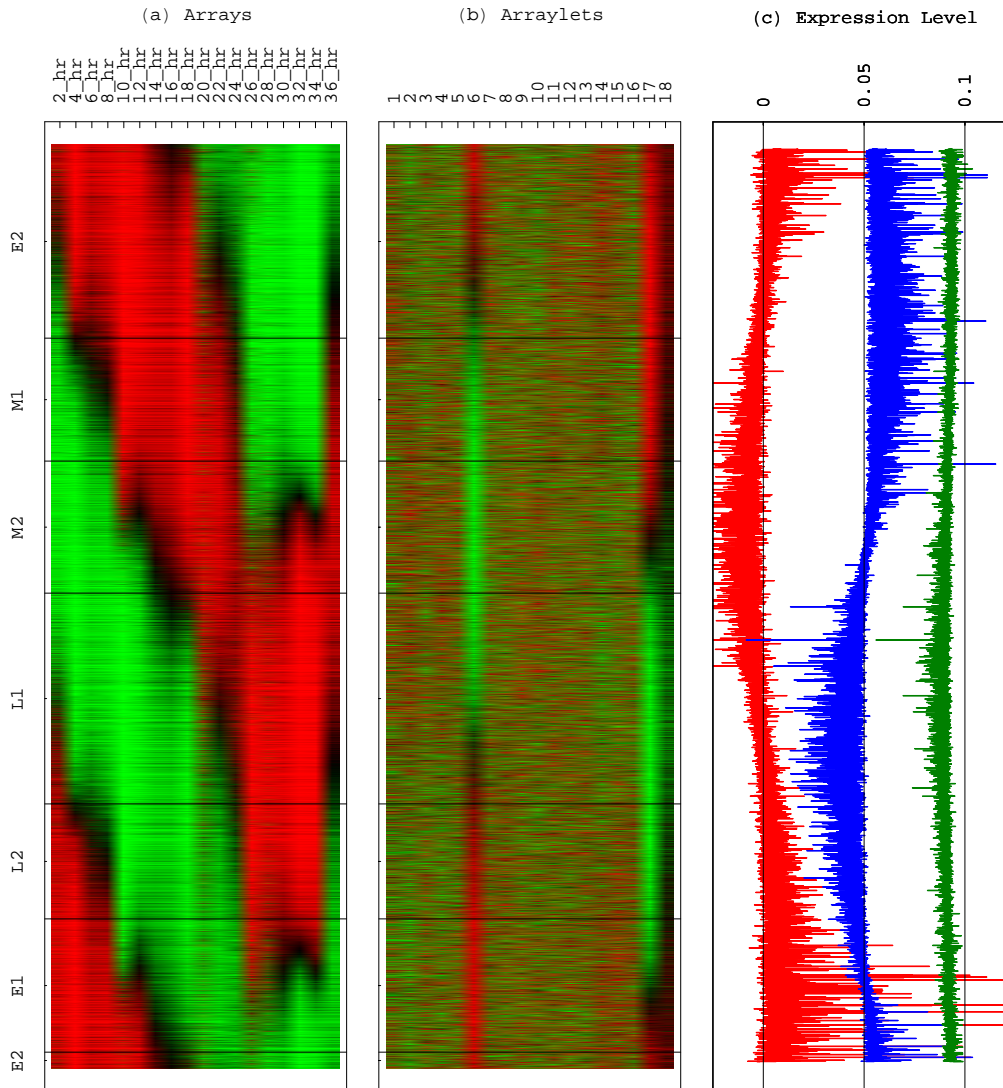 (a) Arrays
(b) Arraylets
(c) Expression Level
2_hr
4_hr
6_hr
8_hr
10_hr
12_hr
14_hr
16_hr
18_hr
20_hr
22_hr
24_hr
26_hr
28_hr
30_hr
32_hr
34_hr
36_hr
1
2
3
4
5
6
7
8
9
10
11
12
13
14
15
16
17
18
0
0.05
0.1
E2
M1
M2
L1
L2
E1
E2